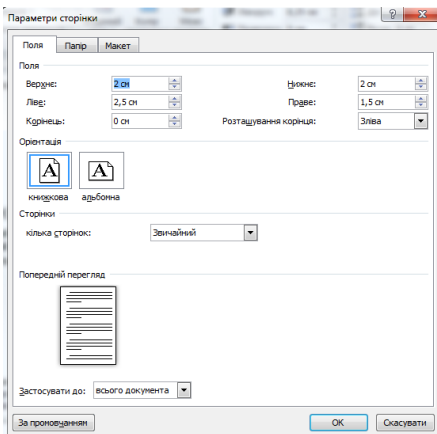 Параметри сторінки
Поля Папір Макет
Поля
Верхнє: 2 см Нижнє: 2 см
Ліве: 2,5 см Праве: 1,5 см
Корінець: 0 см Розташування корінця: Зліва
Орієнтація
A A
книжкова альбомна
Сторінки
кілька сторінок: Звичайний
Попередній перегляд
Застосувати до: всього документа
За промовчанням ОК Скасувати